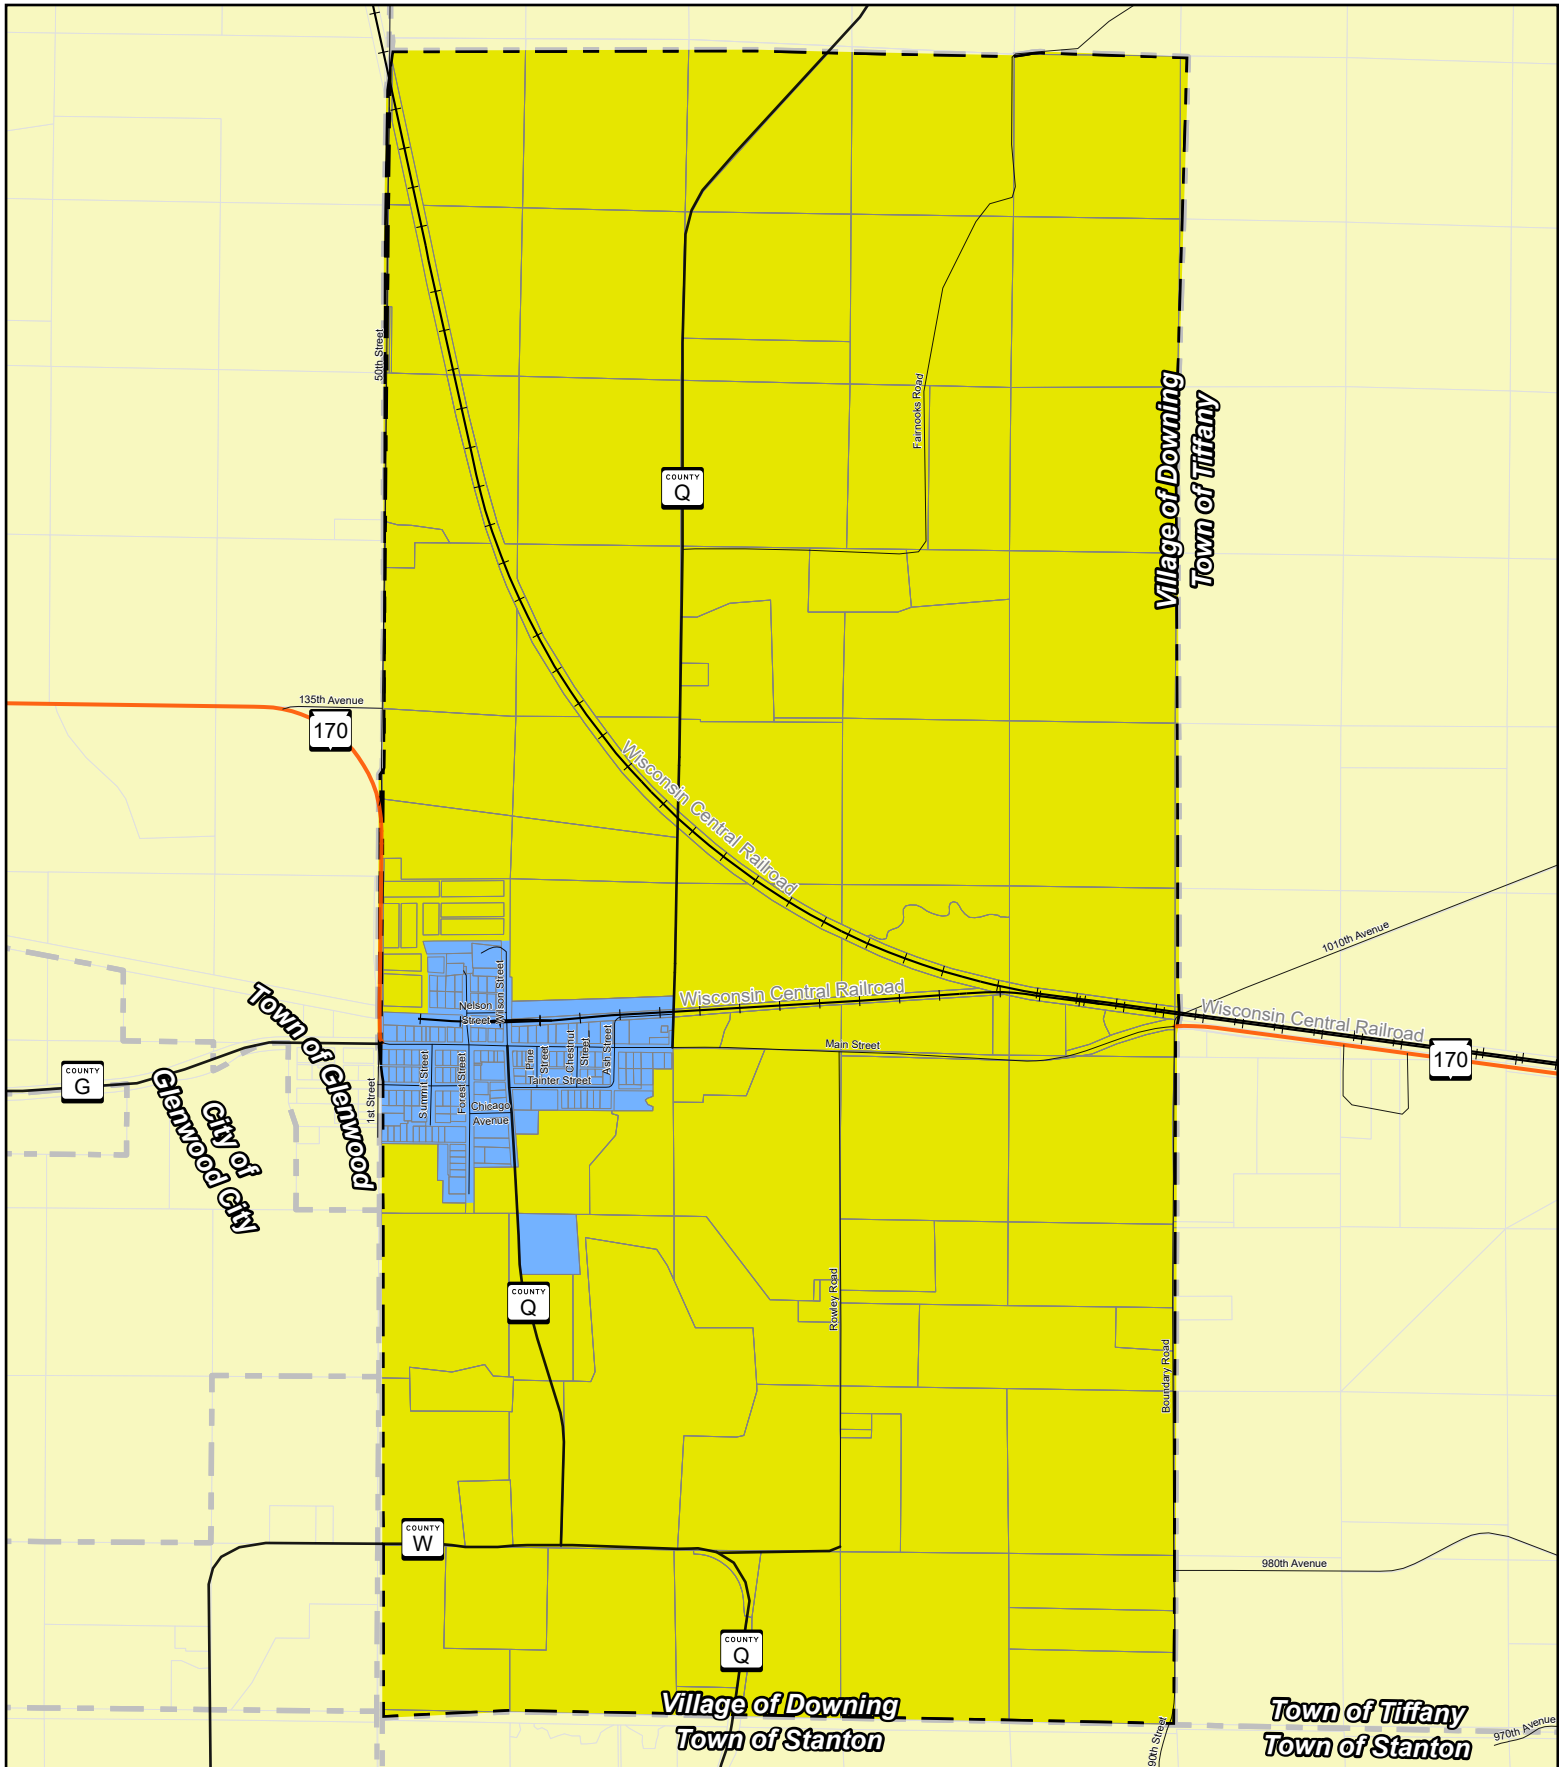 50th Street
Fairnooks Road
COUNTY
Q
Village of Downing
Town of Tiffany
135th Avenue
170
Wisconsin Central Railroad
1010th Avenue
Wilson Street
Nelson
Street
Wisconsin Central Railroad
Wisconsin Central Railroad
170
Town of Glenwood
Main Street
COUNTY
G
City of
Glenwood City
1st Street
Summit Street
Forest Street
Pine
Street
Chestnut
Street
Ash Street
Tainter Street
Chicago
Avenue
COUNTY
Q
Rowley Road
Boundary Road
COUNTY
W
980th Avenue
COUNTY
Q
Village of Downing
Town of Stanton
90th Street
Town of Tiffany
Town of Stanton
970th Avenue